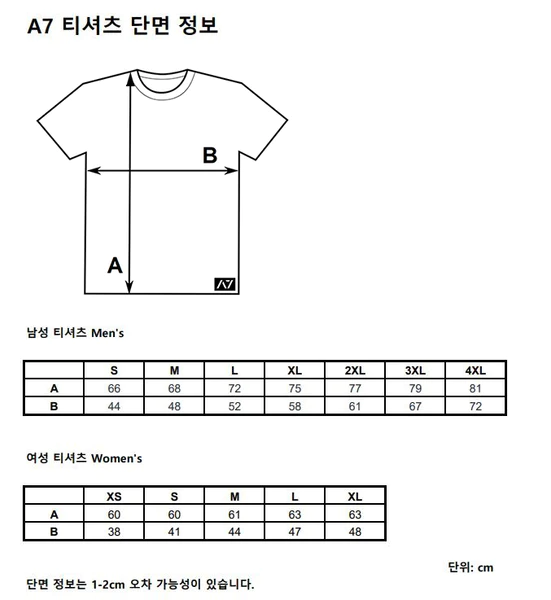 A7 티셔츠 단면 정보
B
A
A7
남성 티셔츠 Men's
S M L XL 2XL 3XL 4XL
A 66 68 72 75 77 79 81
B 44 48 52 58 61 67 72
여성 티셔츠 Women's
XS S M L XL
A 60 60 61 63 63
B 38 41 44 47 48
단위: cm
단면 정보는 1-2cm 오차 가능성이 있습니다.